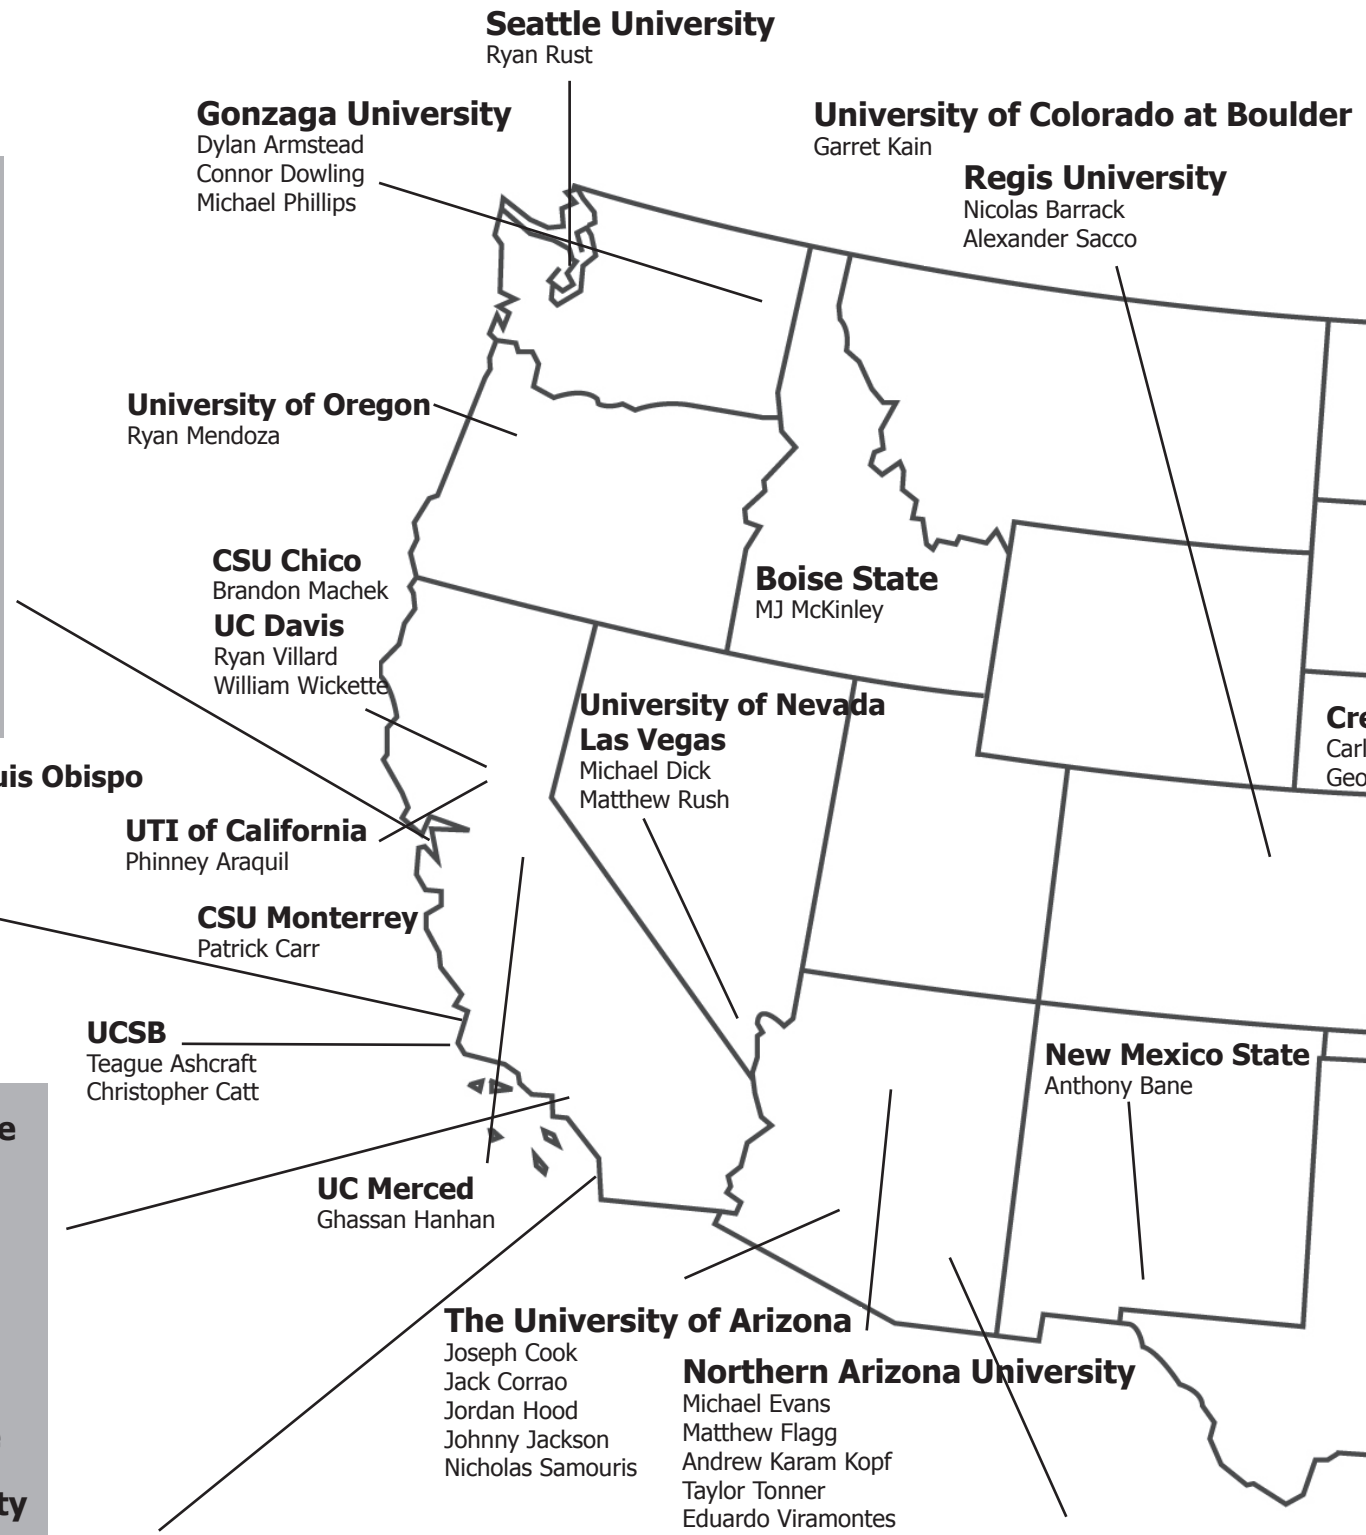 Seattle University
Ryan Rust
Gonzaga University
Dylan Armstead
Connor Dowling
Michael Phillips
University of Colorado at Boulder
Garret Kain
Regis University
Nicolas Barrack
Alexander Sacco
University of Oregon
Ryan Mendoza
CSU Chico
Brandon Machek
UC Davis
Ryan Villard
William Wickette
Boise State
MJ McKinley
University of Nevada
Las Vegas
Michael Dick
Matthew Rush
Cre
Carl
Geo
uis Obispo
UTI of California
Phinney Araquil
CSU Monterrey
Patrick Carr
UCSB
Teague Ashcraft
Christopher Catt
New Mexico State
Anthony Bane
e
UC Merced
Ghassan Hanhan
The University of Arizona
Joseph Cook
Jack Corrao
Jordan Hood
Johnny Jackson
Nicholas Samouris
Northern Arizona University
Michael Evans
Matthew Flagg
Andrew Karam Kopf
Taylor Tonner
Eduardo Viramontes
ty